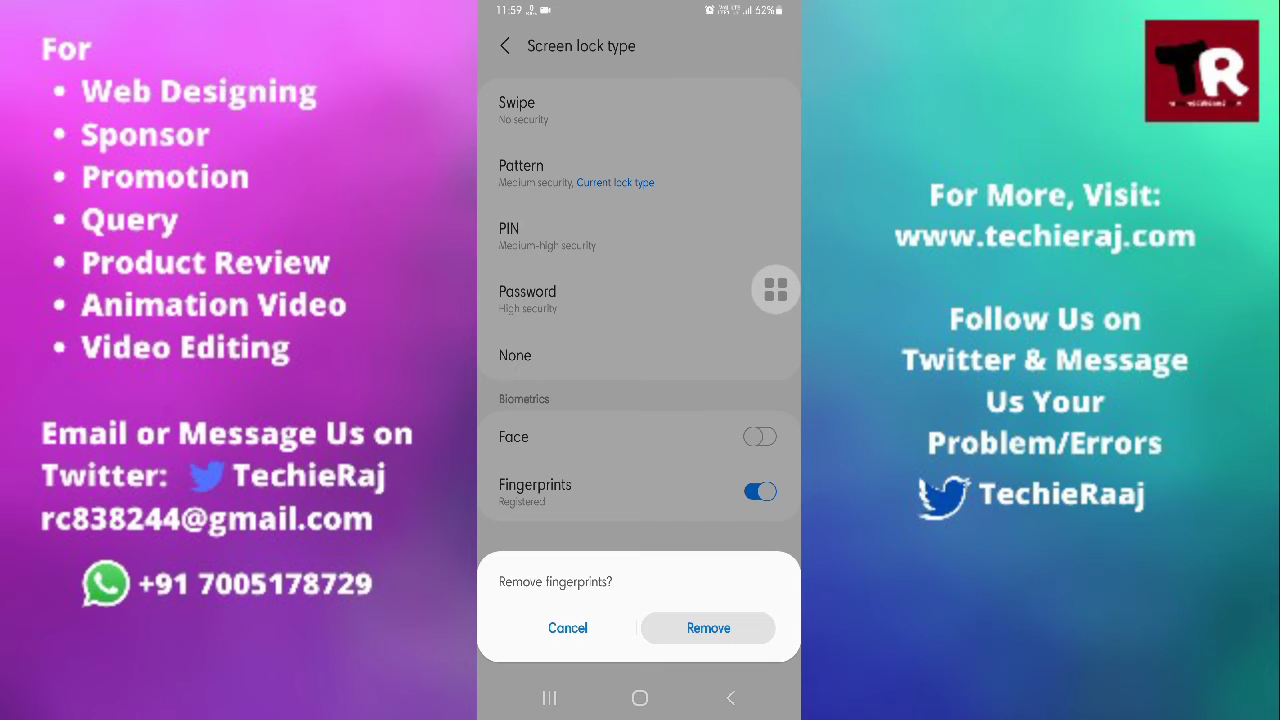 For
• Web Designing
• Sponsor
• Promotion
• Query
• Product Review
• Animation Video
• Video Editing
Email or Message Us on
Twitter: TechieRaj
rc838244@gmail.com
+91 7005178729
11:59
62%
Screen lock type
Swipe
No security
Pattern
Medium security, Current lock type
PIN
Medium-high security
Password
High security
None
Biometrics
Face
Fingerprints
Registered
Remove fingerprints?
Cancel
Remove
TR
For More, Visit:
www.techieraj.com
Follow Us on
Twitter & Message
Us Your
Problem/Errors
TechieRaaj